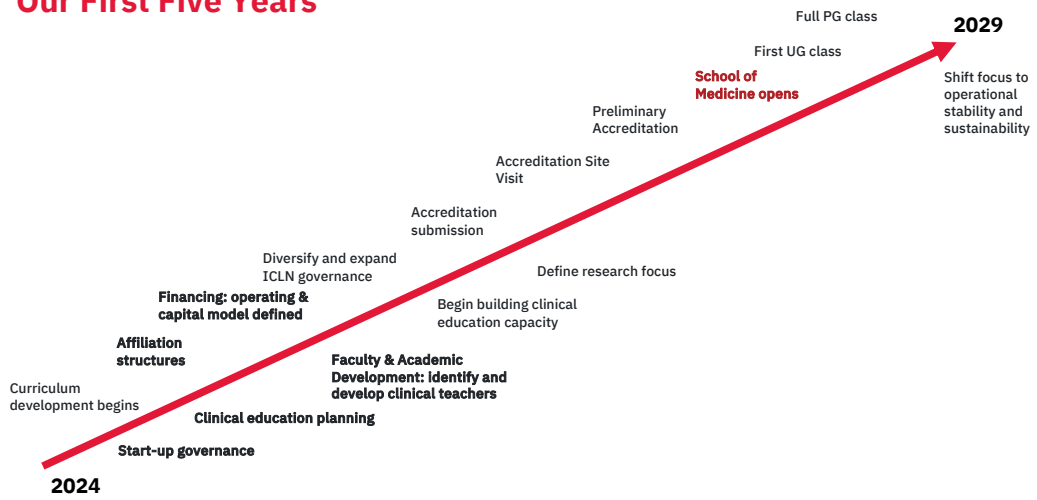 Our First Five Years
Full PG class
2029
First UG class
School of
Medicine opens
Shift focus to
operational
stability and
sustainability
Preliminary
Accreditation
Accreditation Site
Visit
Accreditation
submission
Diversify and expand
ICLN governance
Define research focus
Financing: operating &
capital model defined
Begin building clinical
education capacity
Affiliation
structures
Faculty & Academic
Development: identify and
develop clinical teachers
Curriculum
development begins
Clinical education planning
Start-up governance
2024